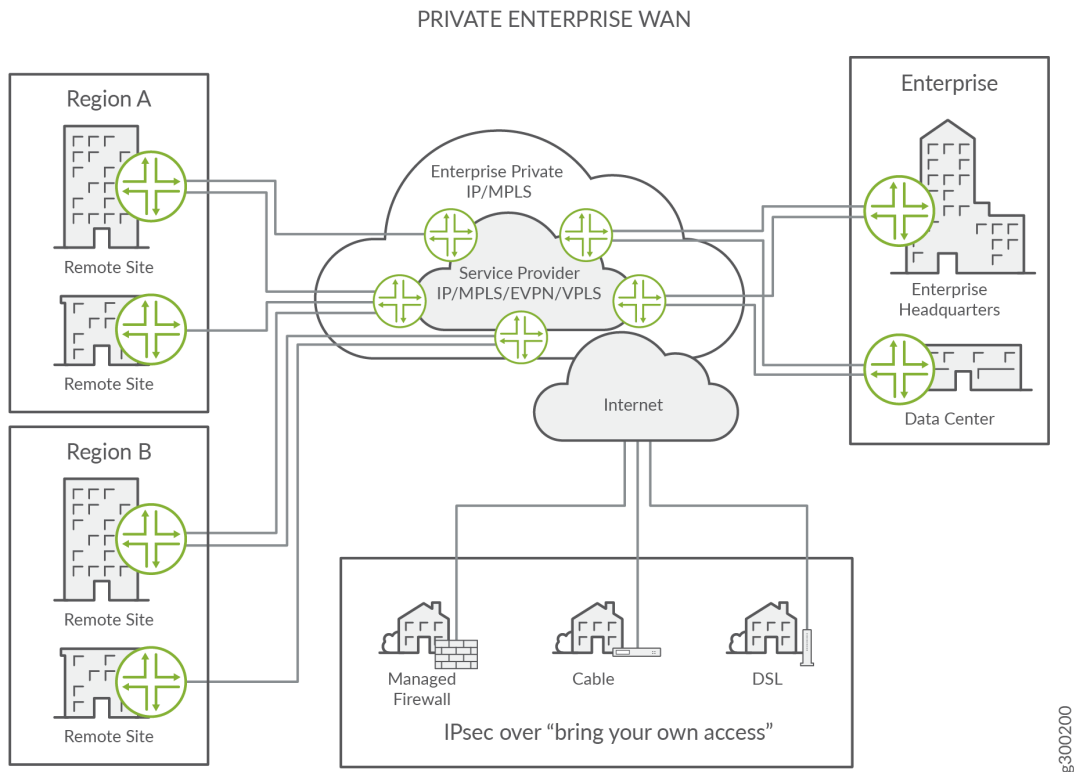 PRIVATE ENTERPRISE WAN
Region A
Remote Site
Remote Site
Region B
Remote Site
Remote Site
Enterprise Private
IP/MPLS
Service Provider
IP/MPLS/EVPN/VPLS
Internet
Enterprise
Enterprise
Headquarters
Data Center
Managed
Firewall
Cable
DSL
IPsec over “bring your own access”
g300200